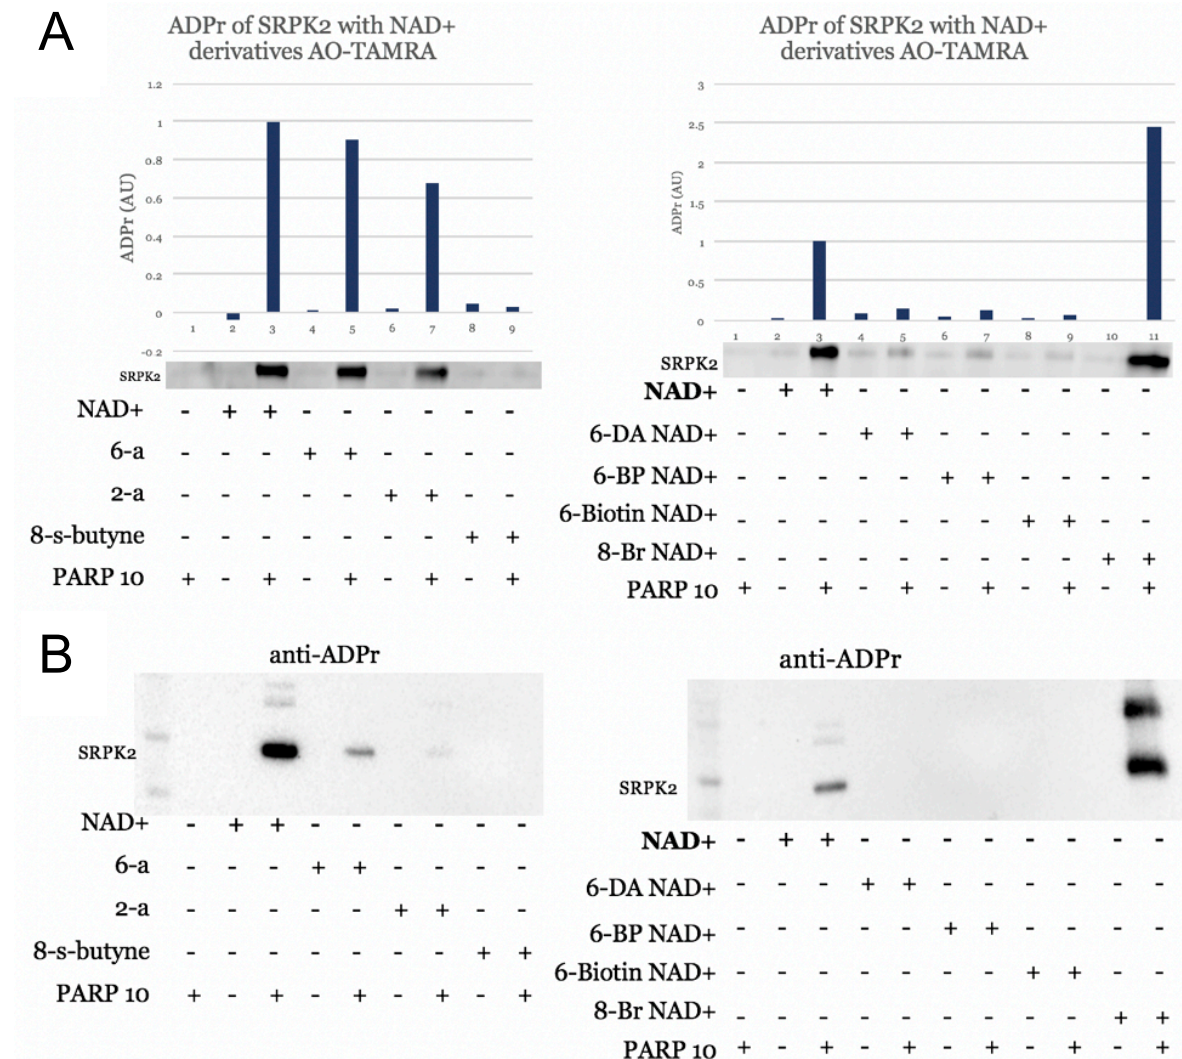 A
ADPr of SRPK2 with NAD+
derivatives AO-TAMRA
1.2
1
0.8
0.6
0.4
0.2
0
-0.2
ADPr (AU)
1 2 3 4 5 6 7 8 9
SRPK2
NAD+ - + + - - - - - -
6-a - - - + + - - - -
2-a - - - - - + + - -
8-s-butyne - - - - - - - + +
PARP 10 + - + - + - + - +
ADPr of SRPK2 with NAD+
derivatives AO-TAMRA
3
2.5
2
1.5
1
0.5
0
ADPr (AU)
1 2 3 4 5 6 7 8 9 10 11
SRPK2
NAD+ - + + - - - - - - - -
6-DA NAD+ - - - + + - - - - - -
6-BP NAD+ - - - - - + + - - - -
6-Biotin NAD+ - - - - - - - + + - -
8-Br NAD+ - - - - - - - - - + +
PARP 10 + - + - + - + - + - +
B
anti-ADPr
SRPK2
NAD+ - + + - - - - - -
6-a - - - + + - - - -
2-a - - - - - + + - -
8-s-butyne - - - - - - - + +
PARP 10 + - + - + - + - +
anti-ADPr
SRPK2
NAD+ - + + - - - - - - - -
6-DA NAD+ - - - + + - - - - - -
6-BP NAD+ - - - - - + + - - - -
6-Biotin NAD+ - - - - - - - + + - -
8-Br NAD+ - - - - - - - - - + +
PARP 10 + - + - + - + - + - +